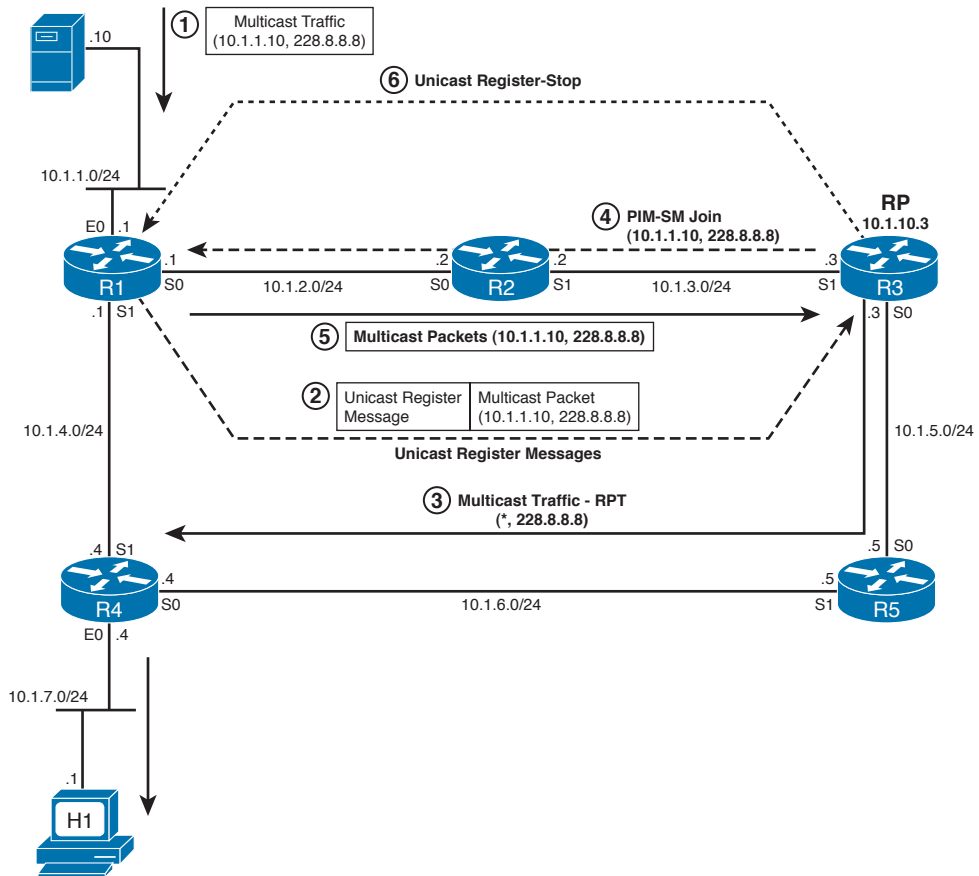 1 Multicast Traffic
(10.1.1.10, 228.8.8.8)
.10
6 Unicast Register-Stop
10.1.1.0/24
E0 .1
RP
10.1.10.3
4 PIM-SM Join
(10.1.1.10, 228.8.8.8)
R1
.1
S0
10.1.2.0/24
.2
S0
R2
.2
S1
10.1.3.0/24
.3
S1
R3
.1 S1
.3 S0
5 Multicast Packets (10.1.1.10, 228.8.8.8)
2 Unicast Register
Message
Multicast Packet
(10.1.1.10, 228.8.8.8)
Unicast Register Messages
10.1.4.0/24
10.1.5.0/24
3 Multicast Traffic - RPT
(*, 228.8.8.8)
.4 S1
.5 S0
R4
.4
S0
10.1.6.0/24
.5
S1
R5
E0 .4
10.1.7.0/24
.1
H1